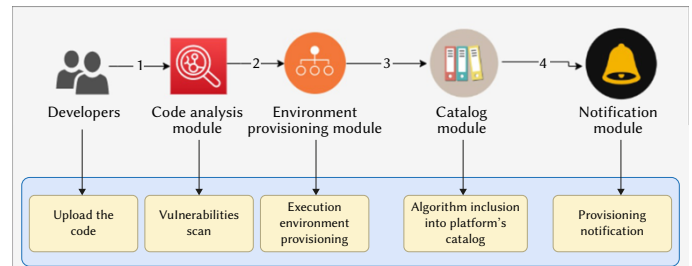 1
2
3
4
Developers
Code analysis
module
Environment
provisioning module
Catalog
module
Notification
module
Upload the
code
Vulnerabilities
scan
Execution
environment
provisioning
Algorithm inclusion
into platform's
catalog
Provisioning
notification